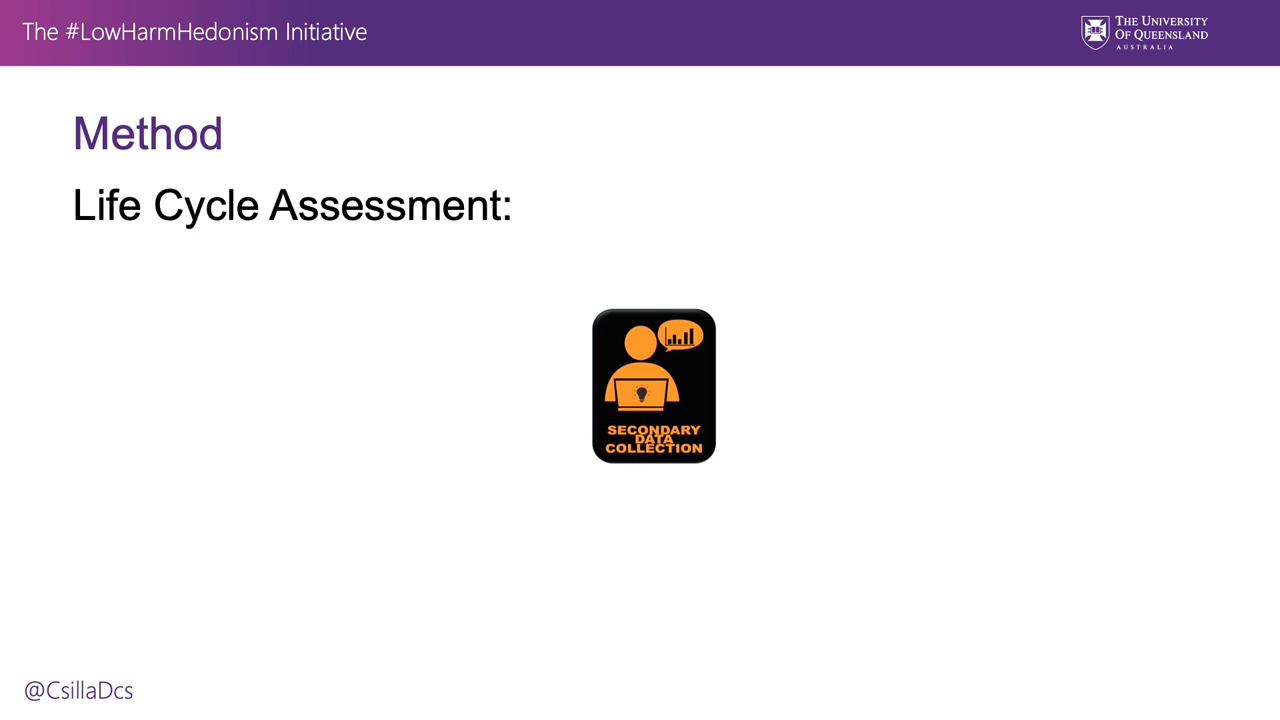 The #LowHarmHedonism Initiative
THE UNIVERSITY
OF QUEENSLAND
AUSTRALIA
Method
Life Cycle Assessment:
SECONDARY
DATA
COLLECTION
@CsillaDcs